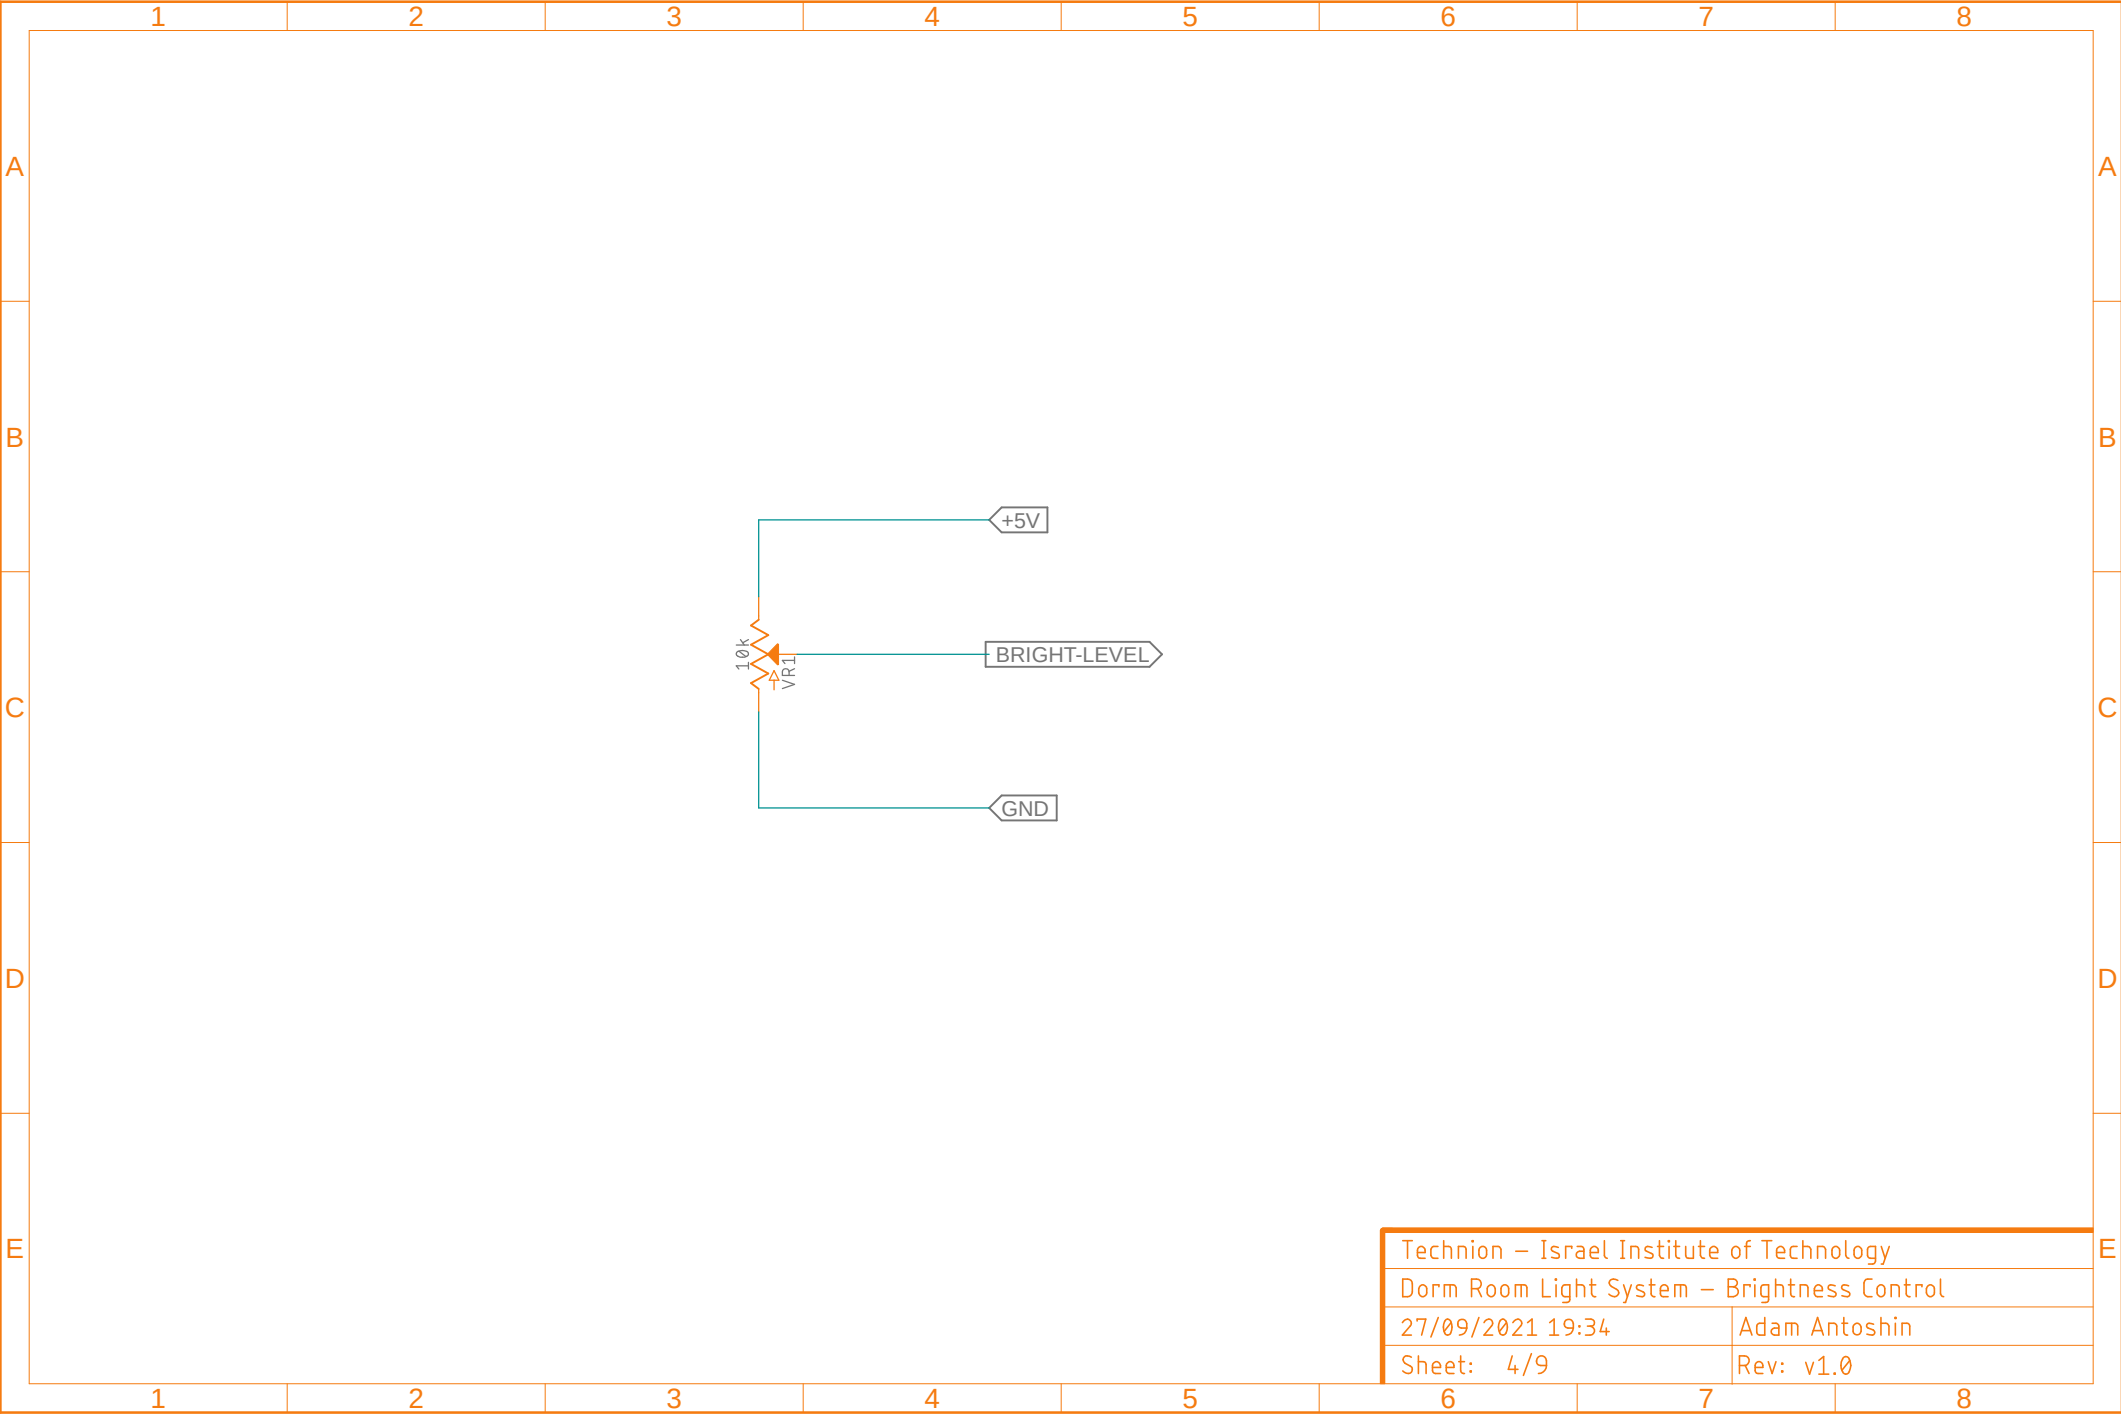 1 2 3 4 5 6 7 8
A A
B B
+5V
10k
VR1
BRIGHT-LEVEL
C C
GND
D D
E E
Technion – Israel Institute of Technology
Dorm Room Light System – Brightness Control
27/09/2021 19:34 Adam Antoshin
Sheet: 4/9 Rev: v1.0
1 2 3 4 5 6 7 8